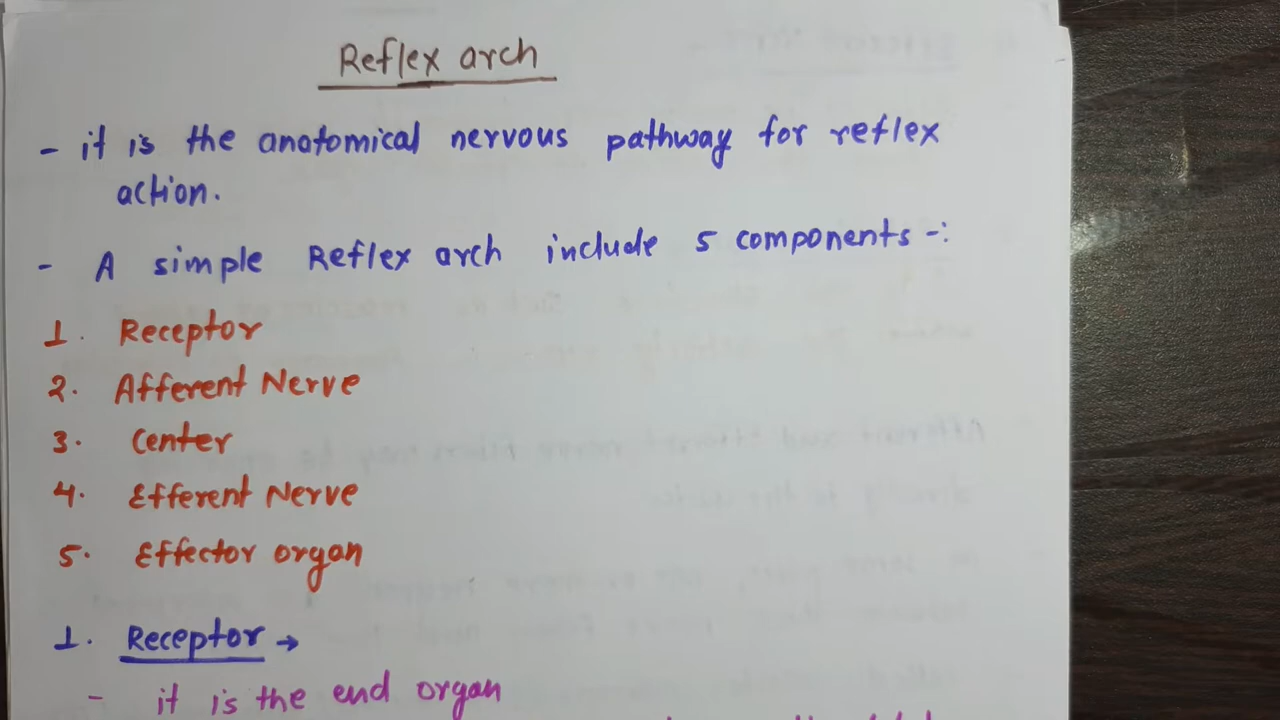 Reflex arch
- it is the anatomical nervous pathway for reflex
action.
- A simple Reflex arch include 5 components -:
1. Receptor
2. Afferent Nerve
3. Center
4. Efferent Nerve
5. Effector organ
1. Receptor →
- it is the end organ